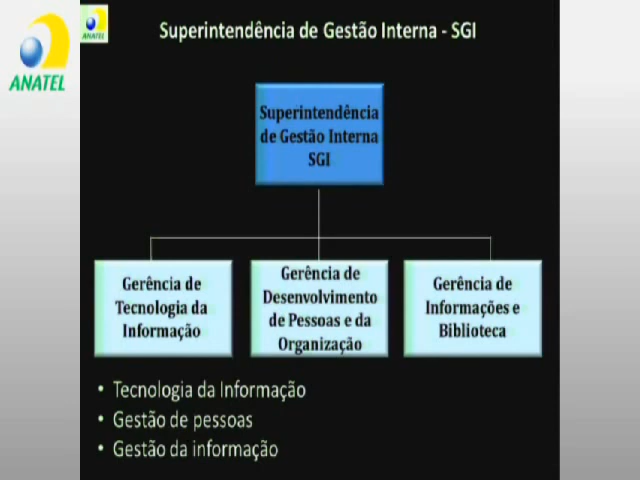 ANATEL
ANATEL
Superintendência de Gestão Interna - SGI
Superintendência
de Gestão Interna
SGI
Gerência de
Tecnologia da
Informação
Gerência de
Desenvolvimento
de Pessoas e da
Organização
Gerência de
Informações e
Biblioteca
• Tecnologia da Informação
• Gestão de pessoas
• Gestão da informação